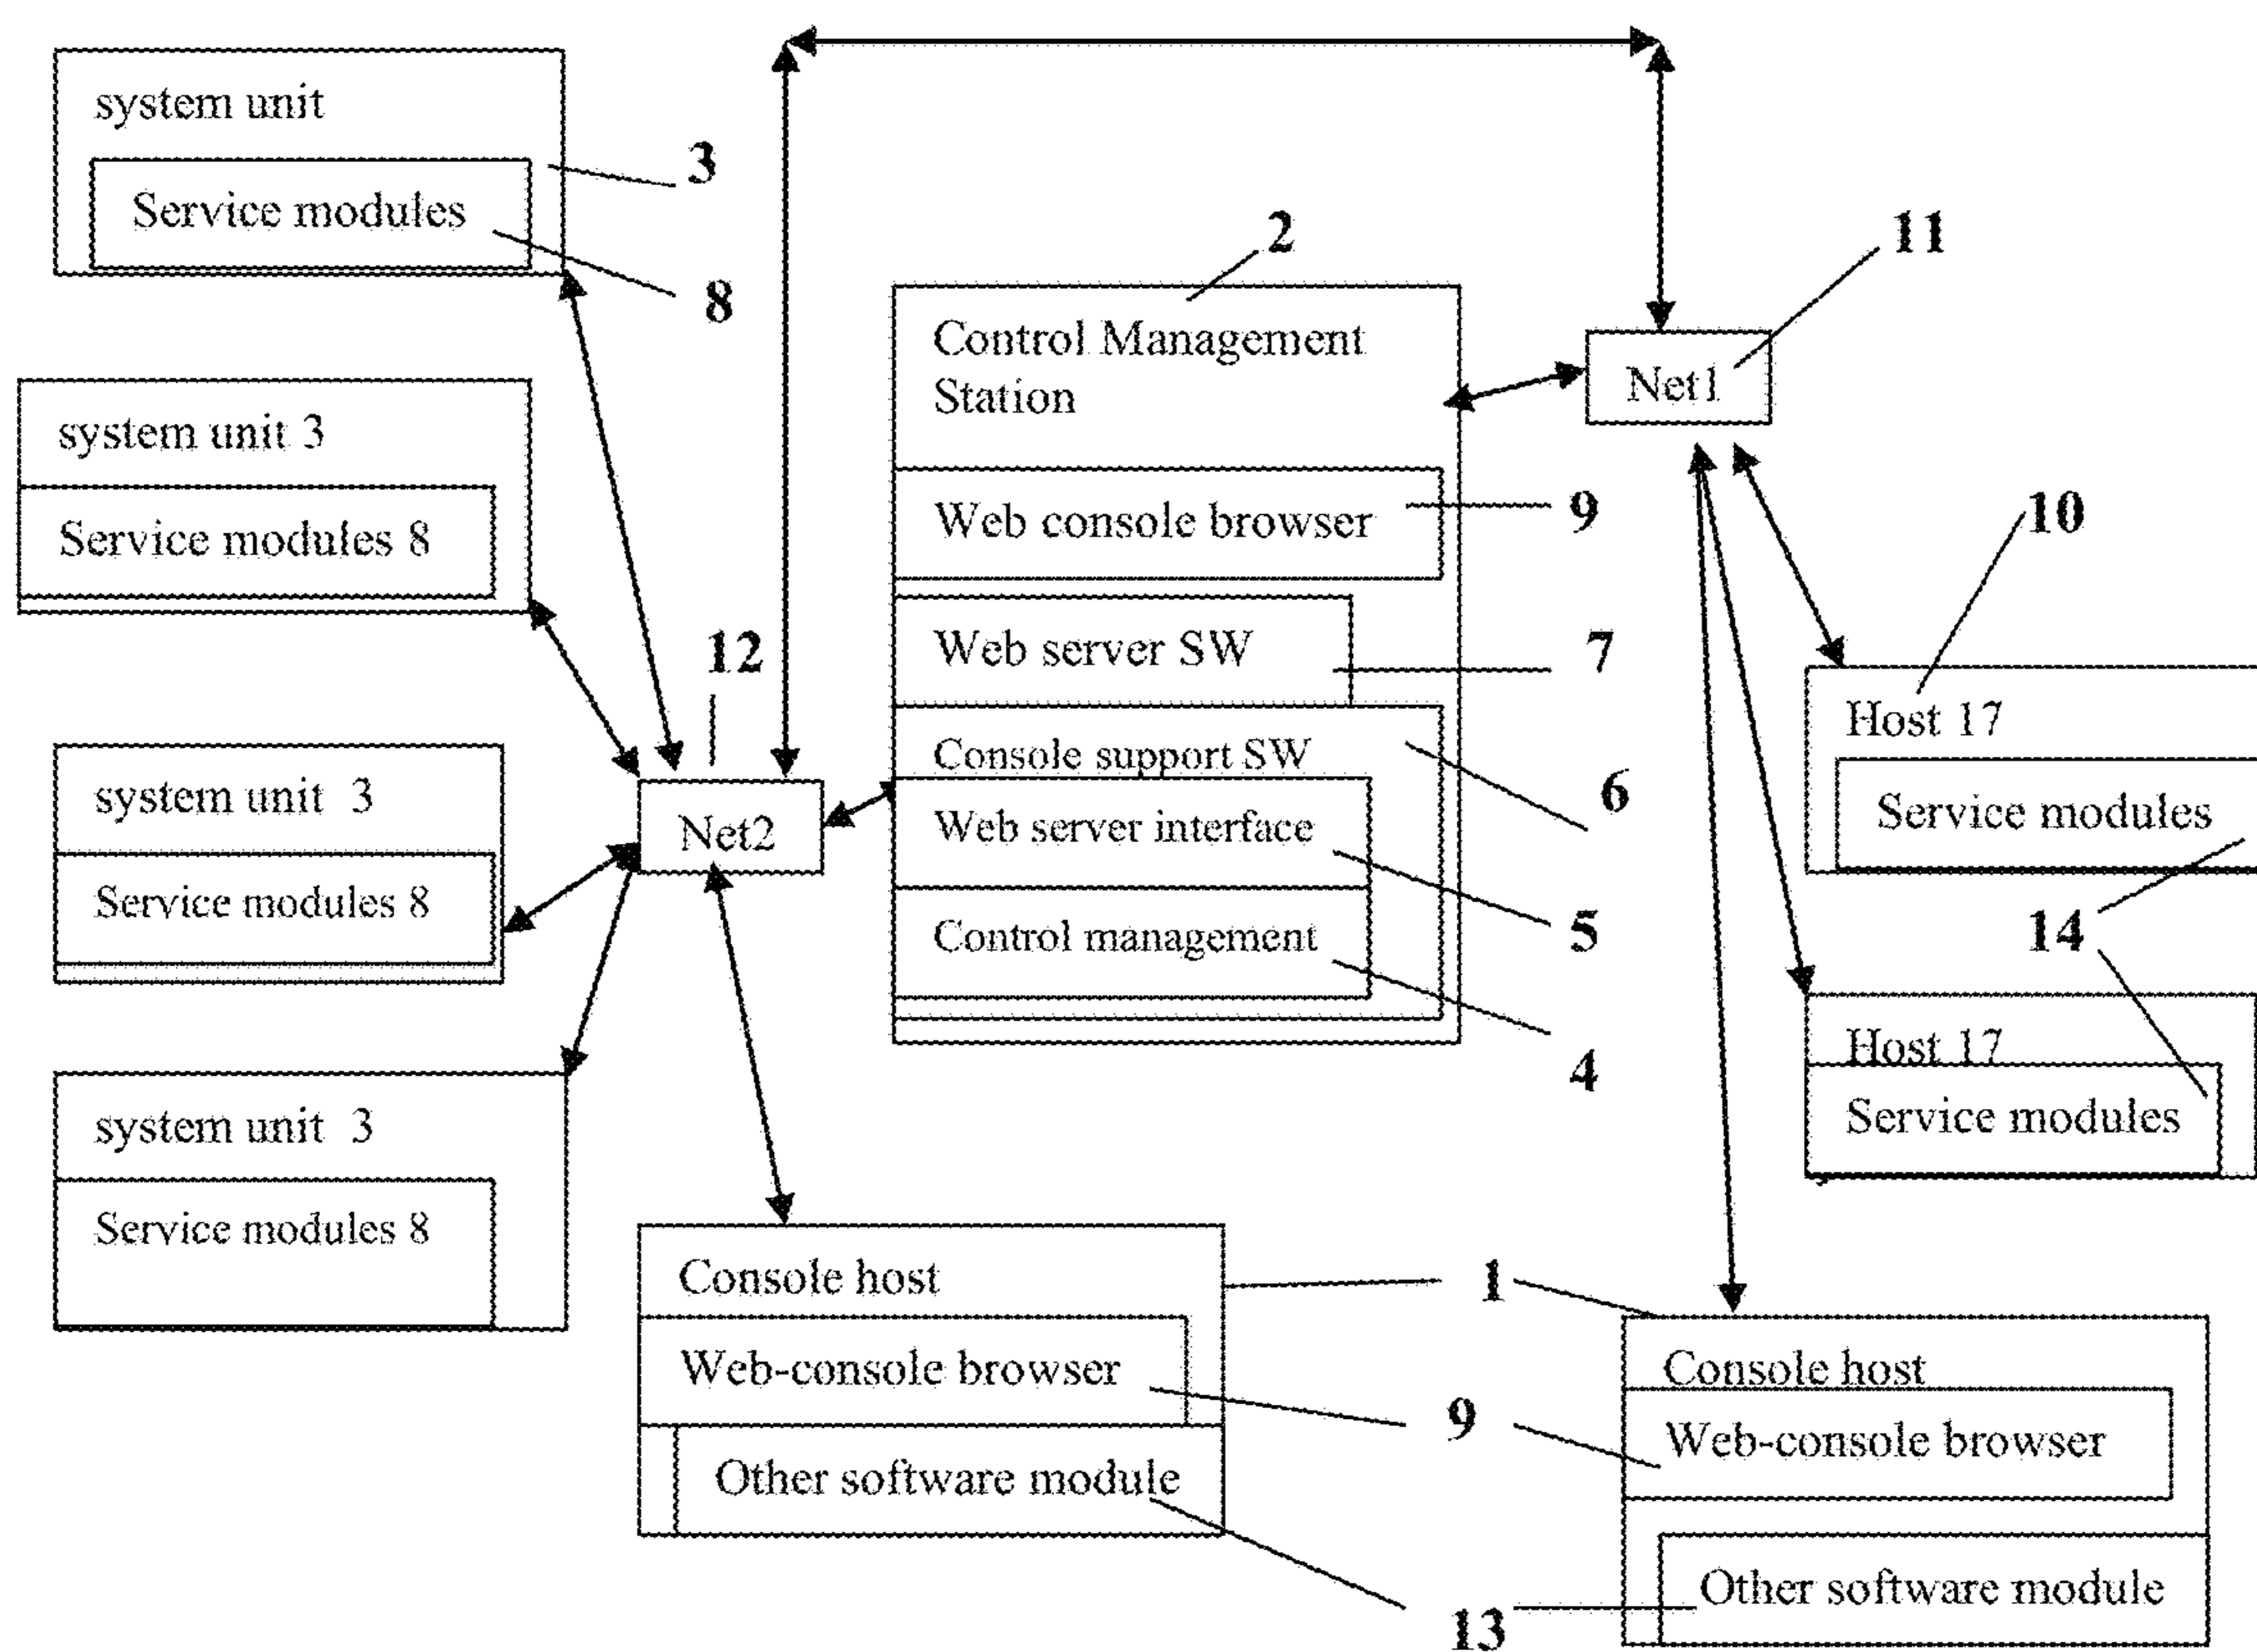 system unit
3
Service modules
8
system unit 3
Service modules 8
12
system unit 3
Service modules 8
Net2
system unit 3
Service modules 8
2
Control Management
Station
Web console browser
9
Web server SW
7
Console support SW
6
Web server interface
5
Control management
4
11
Net1
10
Host 17
Service modules
14
Host 17
Service modules
Console host
1
Web-console browser
9
Other software module
13
Console host
Web-console browser
Other software module